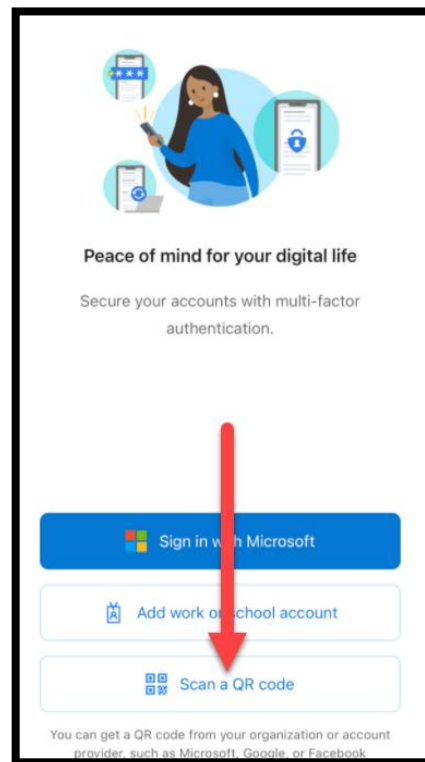 ****
Peace of mind for your digital life
Secure your accounts with multi-factor
authentication.
Sign in with Microsoft
Add work or school account
Scan a QR code
You can get a QR code from your organization or account
provider, such as Microsoft, Google, or Facebook